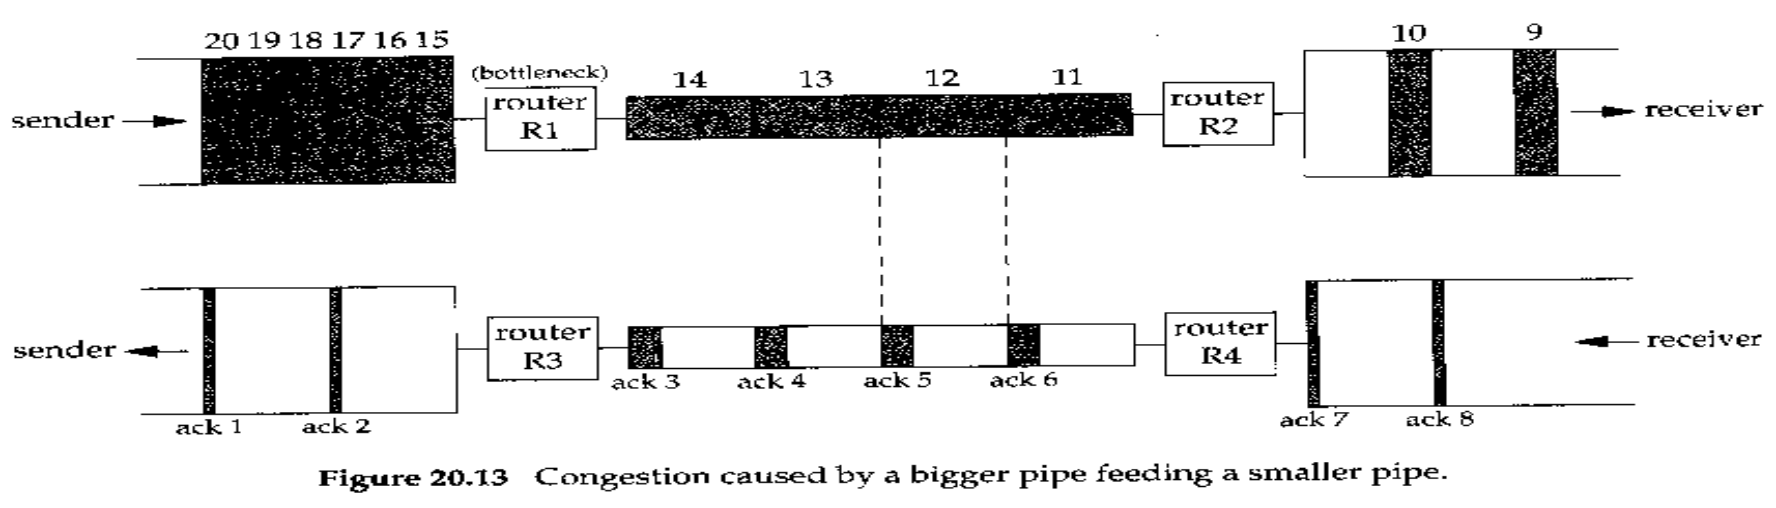 20 19 18 17 16 15
10
9
(bottleneck)
14
13
12
11
router
R1
router
R2
sender
receiver
router
R3
router
R4
sender
receiver
ack 3
ack 4
ack 5
ack 6
ack 1
ack 2
ack 7
ack 8
Figure 20.13 Congestion caused by a bigger pipe feeding a smaller pipe.